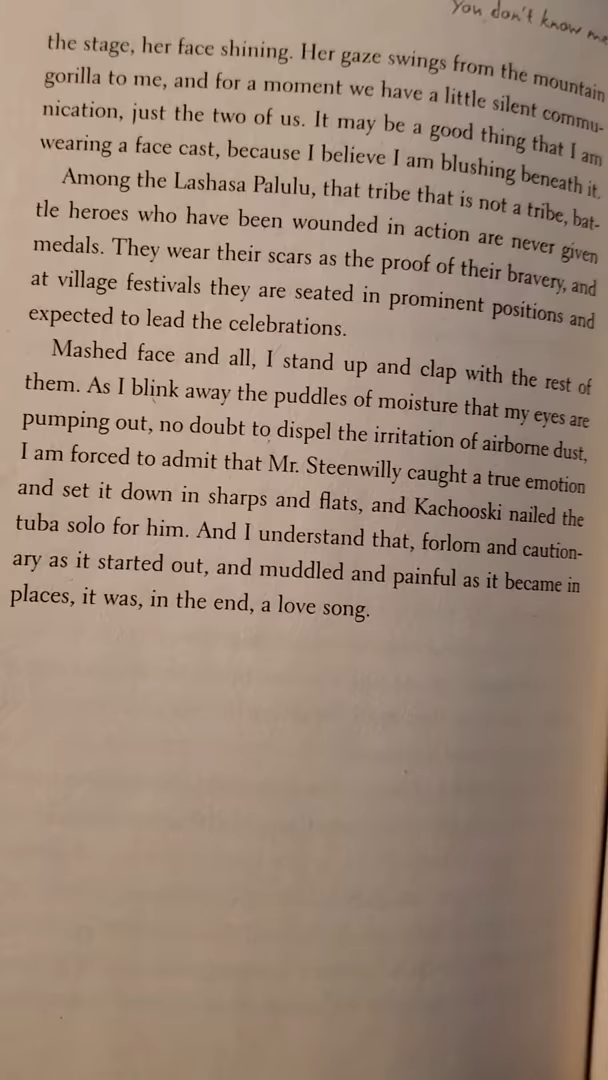 You don't know me
the stage, her face shining. Her gaze swings from the mountain
gorilla to me, and for a moment we have a little silent commu-
nication, just the two of us. It may be a good thing that I am
wearing a face cast, because I believe I am blushing beneath it.
Among the Lashasa Palulu, that tribe that is not a tribe, bat-
tle heroes who have been wounded in action are never given
medals. They wear their scars as the proof of their bravery, and
at village festivals they are seated in prominent positions and
expected to lead the celebrations.
Mashed face and all, I stand up and clap with the rest of
them. As I blink away the puddles of moisture that my eyes are
pumping out, no doubt to dispel the irritation of airborne dust,
I am forced to admit that Mr. Steenwilly caught a true emotion
and set it down in sharps and flats, and Kachooski nailed the
tuba solo for him. And I understand that, forlorn and caution-
ary as it started out, and muddled and painful as it became in
places, it was, in the end, a love song.